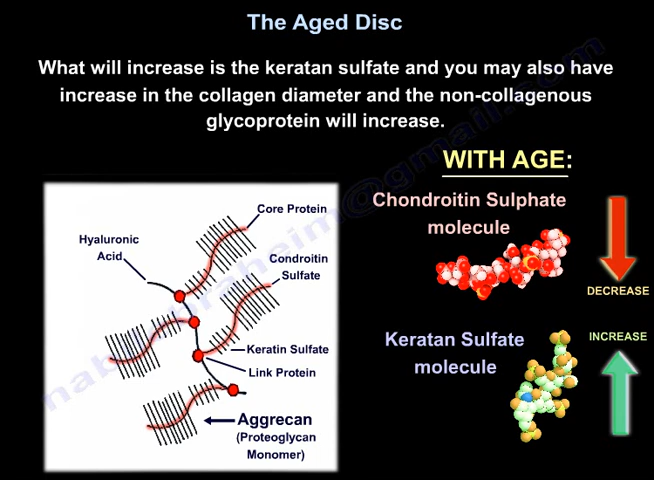 The Aged Disc
What will increase is the keratan sulfate and you may also have
increase in the collagen diameter and the non-collagenous
glycoprotein will increase.
WITH AGE:
Chondroitin Sulphate
molecule
DECREASE
Keratan Sulfate
molecule
INCREASE
Core Protein
Hyaluronic
Acid
Condroitin
Sulfate
Keratin Sulfate
Link Protein
Aggrecan
(Proteoglycan
Monomer)